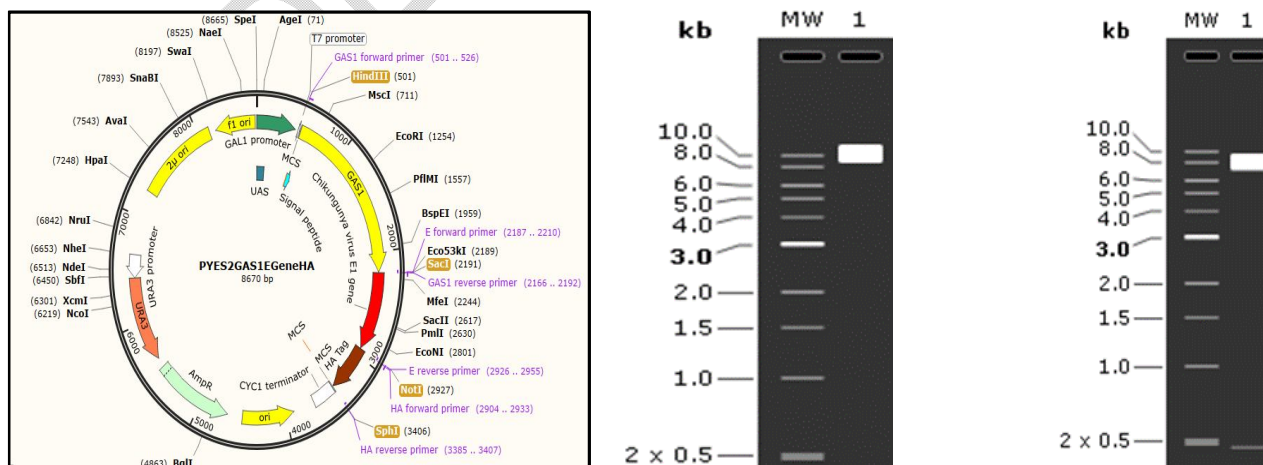 (8665) SpeI
AgeI (71)
(8525) NaeI
T7 promoter
(8197) SwaI
GAS1 forward primer (501 .. 526)
HindIII (501)
(7893) SnaBI
MscI (711)
(7543) AvaI
8000
f1 ori
1000
EcoRI (1254)
GAL1 promoter
(7248) HpaI
2µ ori
MCS
GAS1
PflMI (1557)
UAS
Signal peptide
7000
Chikungunya virus E1 gene
BspEI (1959)
2000
(6842) NruI
E forward primer (2187 .. 2210)
Eco53kI (2189)
(6653) NheI
SacI (2191)
(6513) NdeI
PYES2GAS1EGeneHA
GAS1 reverse primer (2166 .. 2192)
(6450) SbfI
8670 bp
MfeI (2244)
URA3 promoter
(6301) XcmI
SacII (2617)
(6219) NcoI
PmlI (2630)
URA3
MCS
EcoNI (2801)
6000
MCS
HA Tag
3000
E reverse primer (2926 .. 2955)
CYC1 terminator
NotI (2927)
AmpR
HA forward primer (2904 .. 2933)
ori
SphI (3406)
5000
4000
HA reverse primer (3385 .. 3407)
(4863) BglI
kb
MW 1
10.0
8.0
6.0
5.0
4.0
3.0
2.0
1.5
1.0
2 x 0.5
kb
MW 1
10.0
8.0
6.0
5.0
4.0
3.0
2.0
1.5
1.0
2 x 0.5